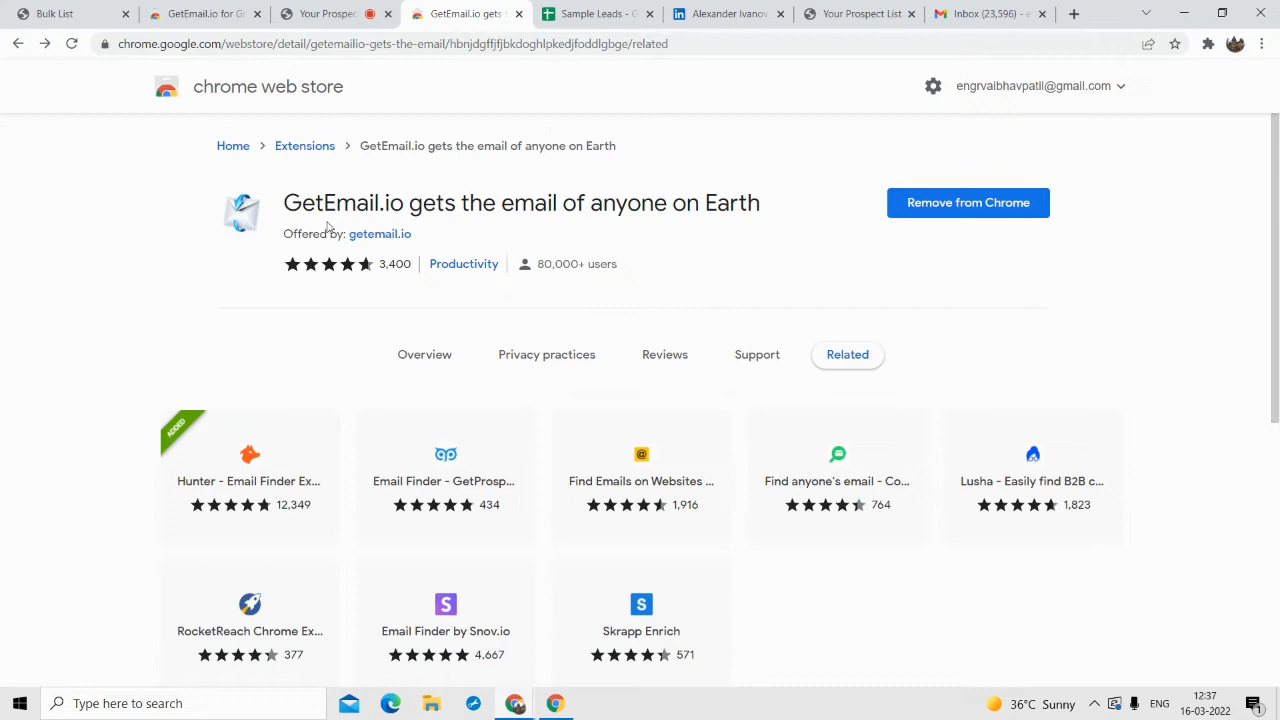 Bulk List
GetEmail.io for G
Your Prospec
GetEmail.io gets t
Sample Leads - G
Alexander Ivanov
Your Prospect List
Inbox (23,596) - e
chrome.google.com/webstore/detail/getemailio-gets-the-email/hbnjdgffjfjbkdoghlpkedjfoddlgbge/related
chrome web store
engrvaibhavpatil@gmail.com
Home > Extensions > GetEmail.io gets the email of anyone on Earth
GetEmail.io gets the email of anyone on Earth
Remove from Chrome
Offered by: getemail.io
3,400 | Productivity | 80,000+ users
Overview
Privacy practices
Reviews
Support
Related
ADDED
Hunter - Email Finder Ex...
12,349
Email Finder - GetProsp...
434
Find Emails on Websites ...
1,916
Find anyone's email - Co...
764
Lusha - Easily find B2B c...
1,823
RocketReach Chrome Ex...
377
S
Email Finder by Snov.io
4,667
S
Skrapp Enrich
571
Type here to search
36°C Sunny
ENG
12:37
16-03-2022
1